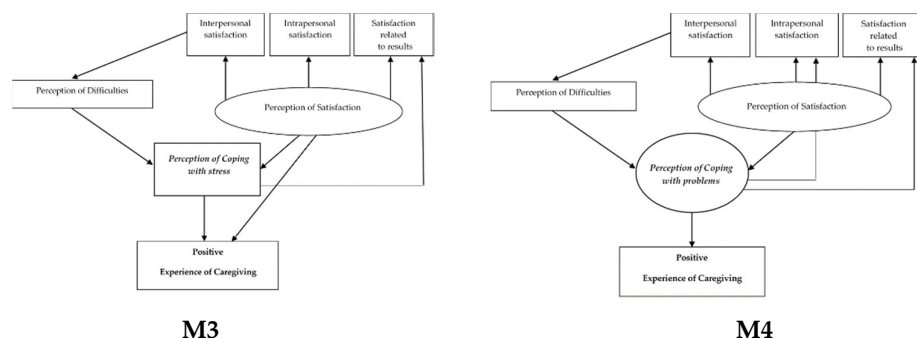 Interpersonal
satisfaction
Intrapersonal
satisfaction
Satisfaction
related
to results
Perception of Difficulties
Perception of Satisfaction
Perception of Coping
with stress
Positive
Experience of Caregiving
M3
Interpersonal
satisfaction
Intrapersonal
satisfaction
Satisfaction
related
to results
Perception of Difficulties
Perception of Satisfaction
Perception of Coping
with problems
Positive
Experience of Caregiving
M4